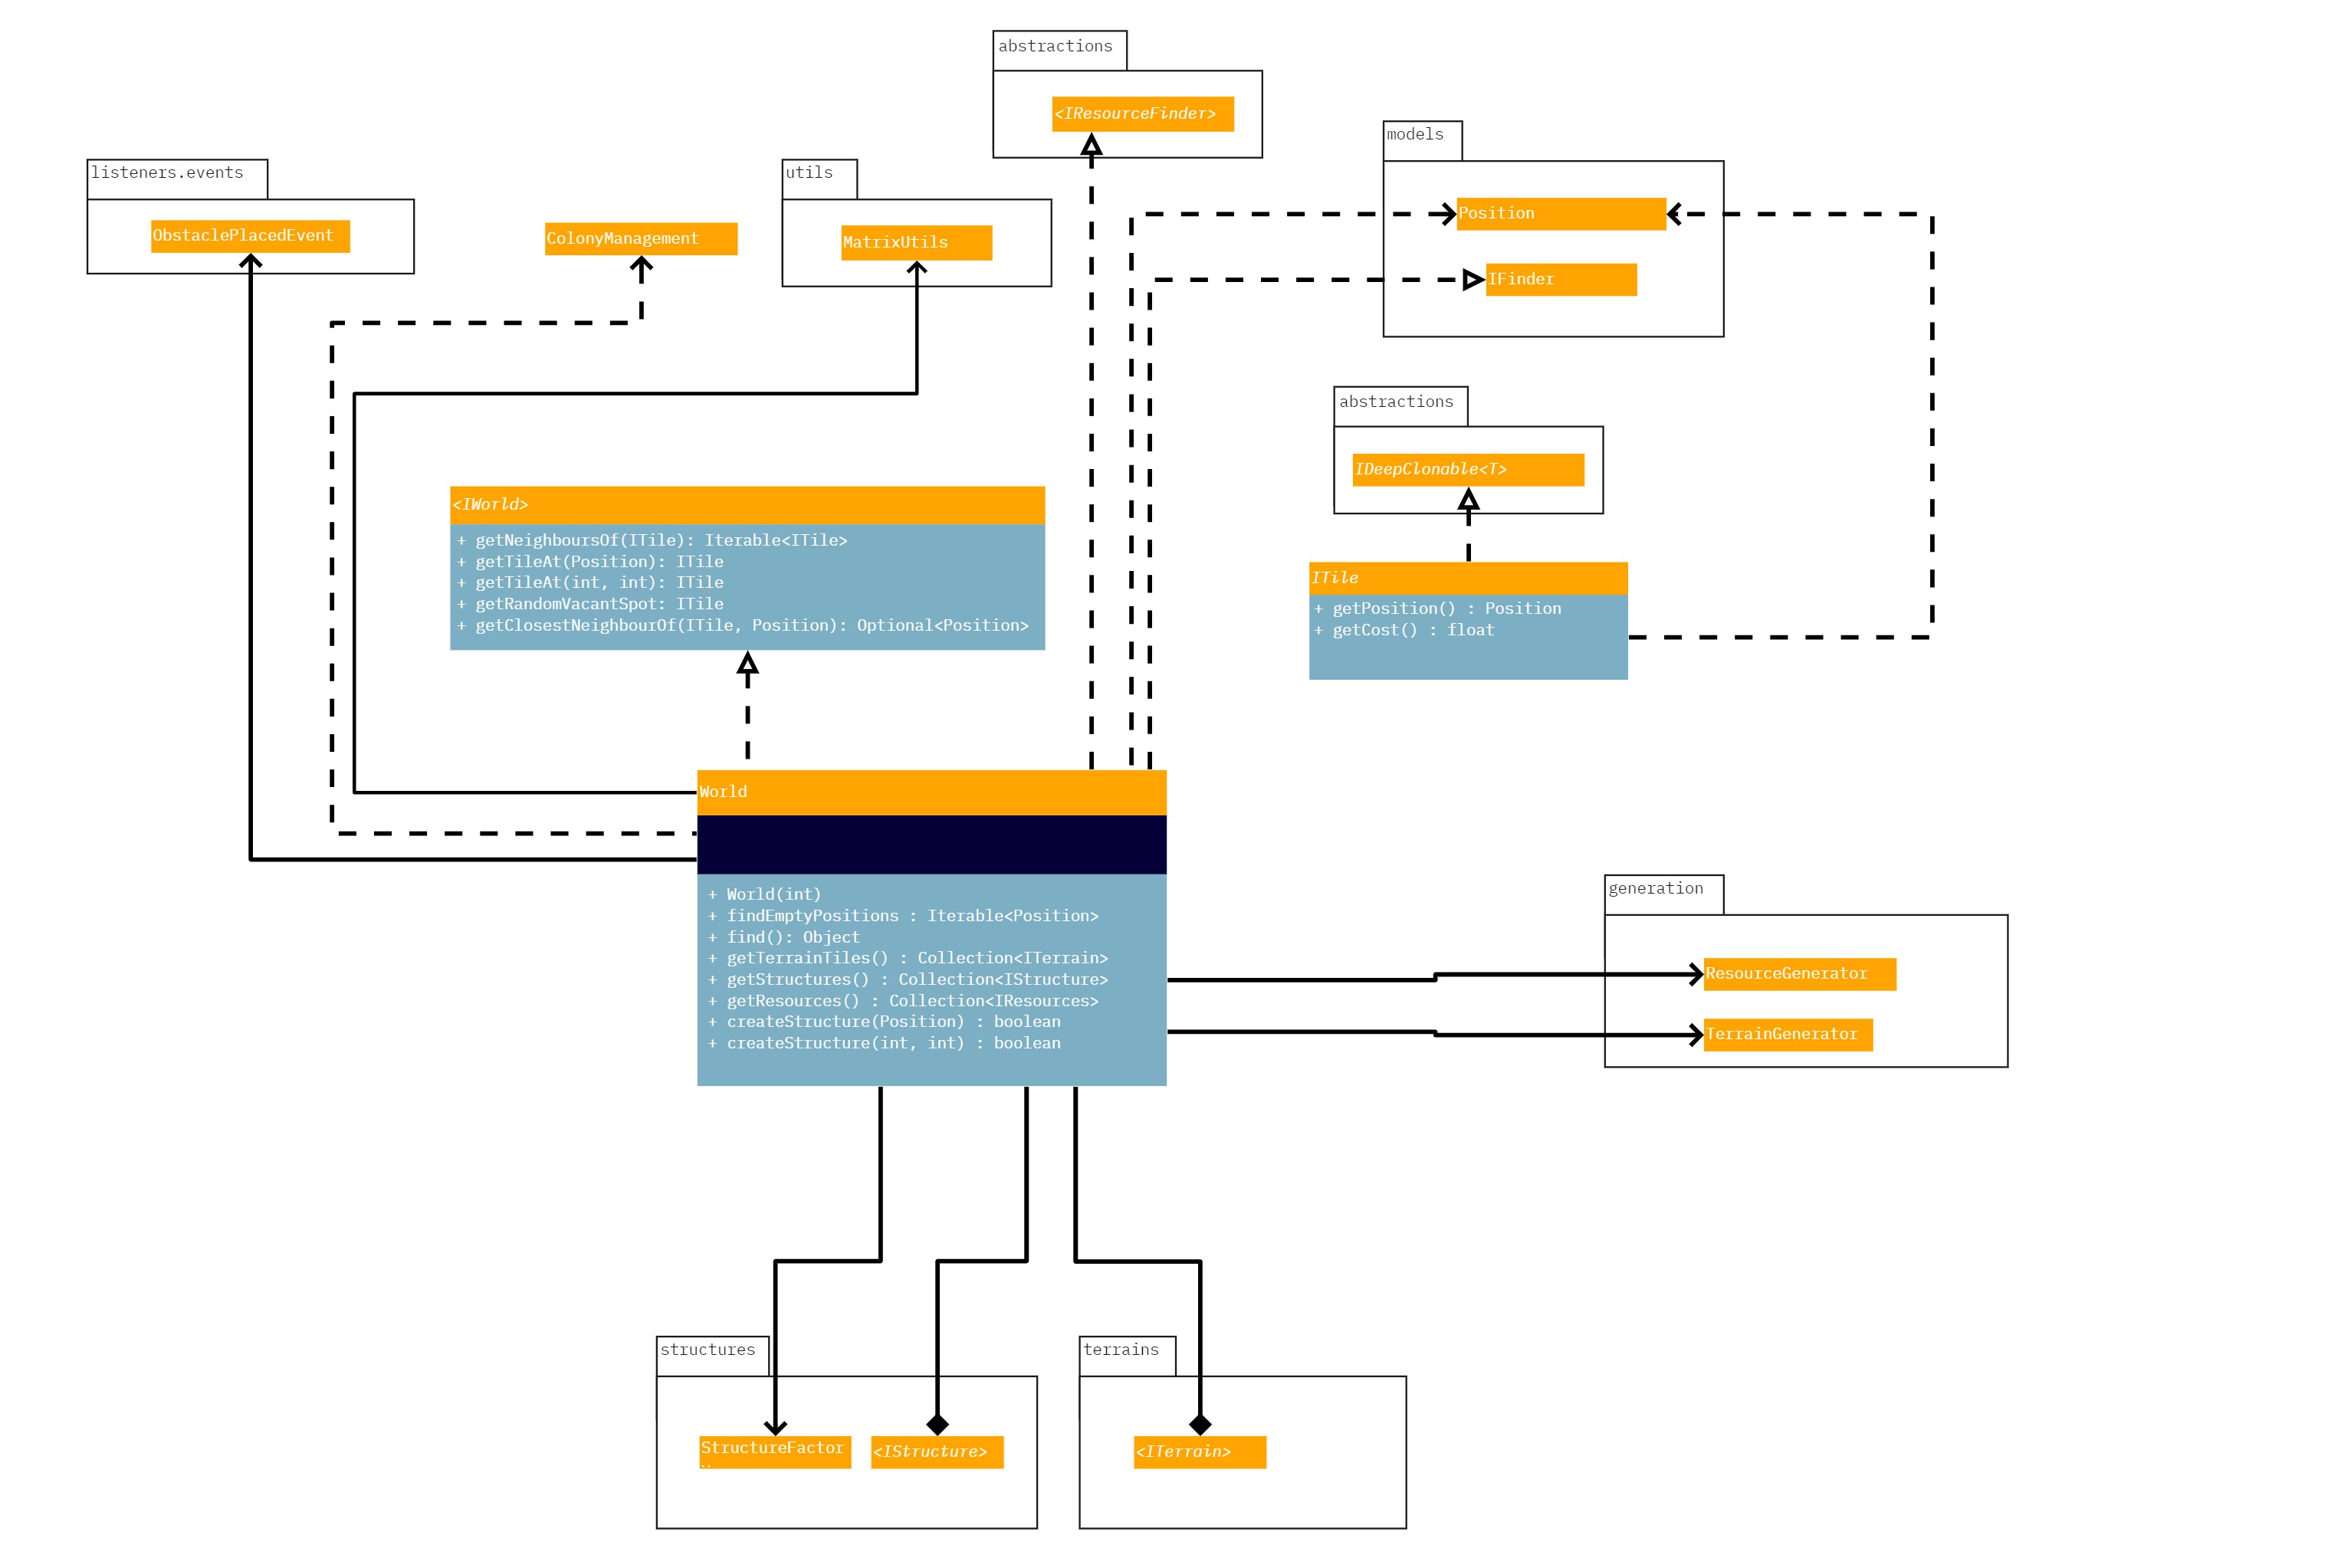 abstractions
<IResourceFinder>
models
Position
IFinder
listeners.events
ObstaclePlacedEvent
ColonyManagement
utils
MatrixUtils
abstractions
IDeepClonable<T>
<IWorld>
+ getNeighboursOf(ITile): Iterable<ITile>
+ getTileAt(Position): ITile
+ getTileAt(int, int): ITile
+ getRandomVacantSpot: ITile
+ getClosestNeighbourOf(ITile, Position): Optional<Position>
ITile
+ getPosition() : Position
+ getCost() : float
World
+ World(int)
+ findEmptyPositions : Iterable<Position>
+ find(): Object
+ getTerrainTiles() : Collection<ITerrain>
+ getStructures() : Collection<IStructure>
+ getResources() : Collection<IResources>
+ createStructure(Position) : boolean
+ createStructure(int, int) : boolean
generation
ResourceGenerator
TerrainGenerator
structures
StructureFactor
<IStructure>
terrains
<ITerrain>